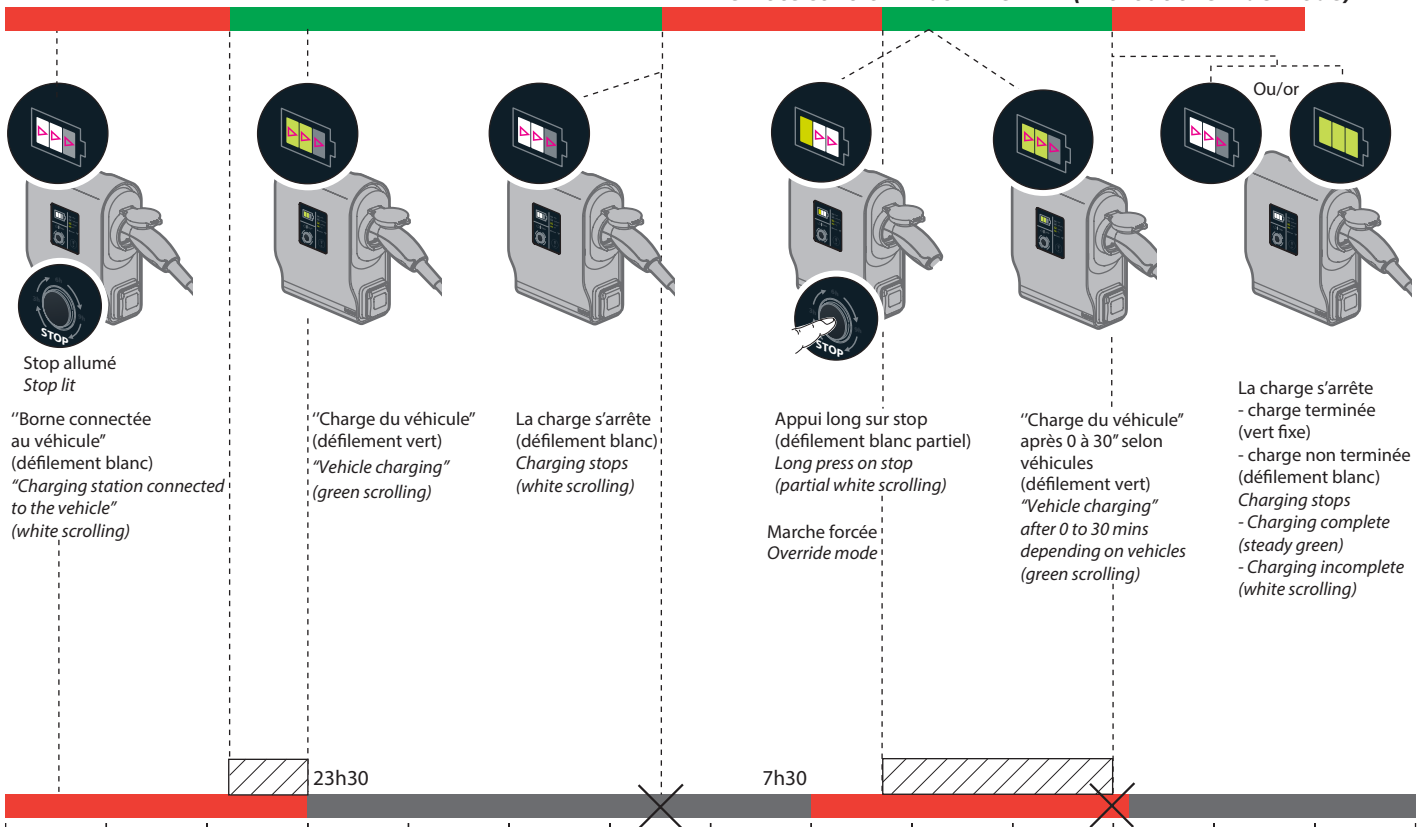 Ou/or
STOP
STOP
Stop allumé
Stop lit
''Borne connectée
au véhicule"
(défilement blanc)
"Charging station connected
to the vehicle"
(white scrolling)
''Charge du véhicule"
(défilement vert)
"Vehicle charging"
(green scrolling)
La charge s'arrête
(défilement blanc)
Charging stops
(white scrolling)
Appui long sur stop
(défilement blanc partiel)
Long press on stop
(partial white scrolling)
Marche forcée
Override mode
''Charge du véhicule"
après 0 à 30" selon
véhicules
(défilement vert)
"Vehicle charging"
after 0 to 30 mins
depending on vehicles
(green scrolling)
La charge s'arrête
- charge terminée
(vert fixe)
- charge non terminée
(défilement blanc)
Charging stops
- Charging complete
(steady green)
- Charging incomplete
(white scrolling)
23h30
7h30